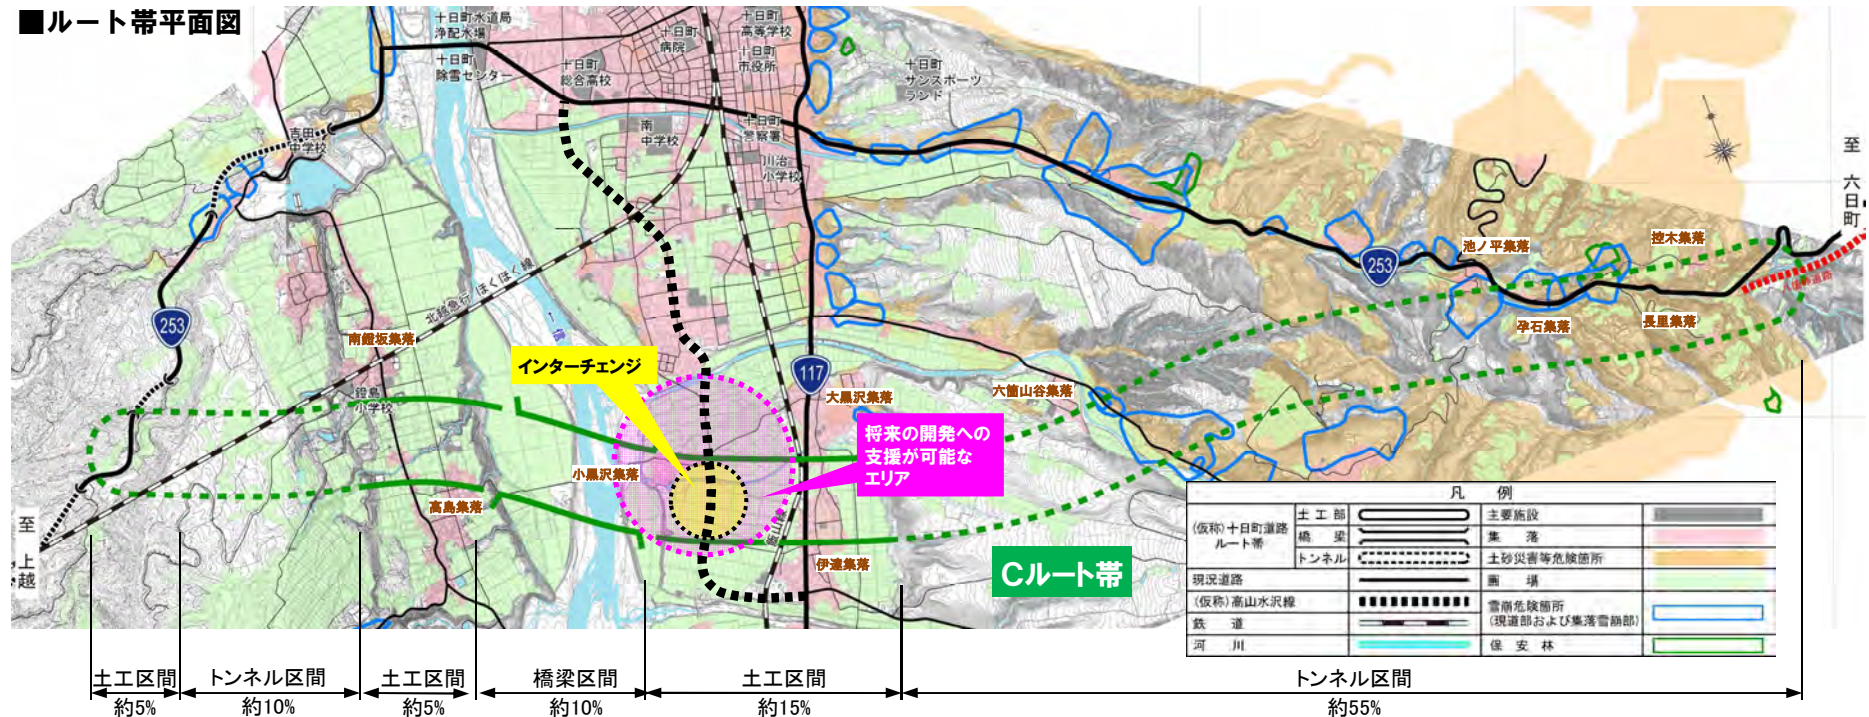 ■ルート帯平面図
十日町水道局
浄配水場
十日町
除雪センター
十日町
総合高校
十日町
病院
十日町
高等学校
十日町
市役所
十日町
サンスポーツ
ランド
吉田
中学校
南
中学校
十日町
警察署
川治
小学校
至
六日町
253
253
117
北越急行 ほくほく線
池ノ平集落
控木集落
孕石集落
長里集落
南鐙坂集落
鐙島
小学校
インターチェンジ
大黒沢集落
六箇山谷集落
将来の開発への
支援が可能な
エリア
小黒沢集落
高島集落
伊達集落
飯山線
至
上越
Cルート帯
凡 例
(仮称)十日町道路
ルート帯
土工部
橋 梁
トンネル
現況道路
(仮称)高山水沢線
鉄 道
河 川
主要施設
集 落
土砂災害等危険箇所
圃 場
雪崩危険箇所
(現道部および集落雪崩部)
保 安 林
土工区間
約5%
トンネル区間
約10%
土工区間
約5%
橋梁区間
約10%
土工区間
約15%
トンネル区間
約55%